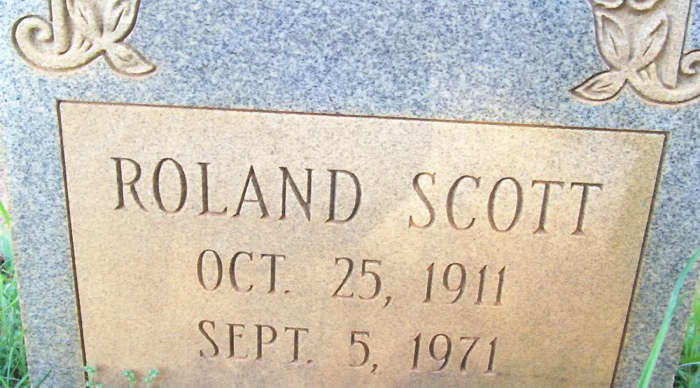 ROLAND SCOTT
OCT. 25, 1911
SEPT. 5, 1971